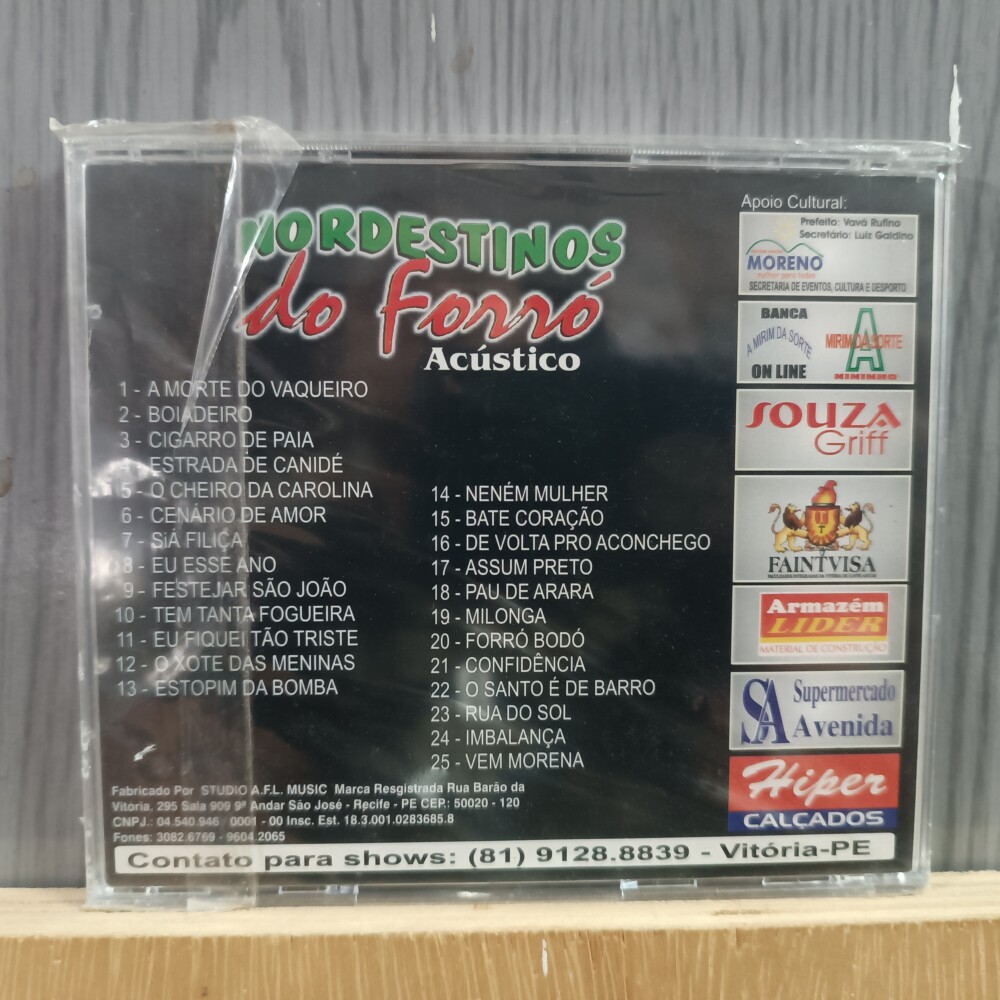 NORDESTINOS
do Forró
Acústico
1 - A MORTE DO VAQUEIRO
2 - BOIADEIRO
3 - CIGARRO DE PAIA
4 - ESTRADA DE CANIDÉ
5 - O CHEIRO DA CAROLINA
6 - CENÁRIO DE AMOR
7 - SiÁ FILIÇA
8 - EU ESSE ANO
9 - FESTEJAR SÃO JOÃO
10 - TEM TANTA FOGUEIRA
11 - EU FIQUEI TÃO TRISTE
12 - O XOTE DAS MENINAS
13 - ESTOPIM DA BOMBA
14 - NENÉM MULHER
15 - BATE CORAÇÃO
16 - DE VOLTA PRO ACONCHEGO
17 - ASSUM PRETO
18 - PAU DE ARARA
19 - MILONGA
20 - FORRÓ BODÓ
21 - CONFIDÊNCIA
22 - O SANTO É DE BARRO
23 - RUA DO SOL
24 - IMBALANÇA
25 - VEM MORENA
Apoio Cultural:
Prefeito: Vavá Rufino
Secretário: Luiz Galdino
MORENO
melhor para todos
SECRETARIA DE EVENTOS, CULTURA E DESPORTO
BANCA
A MIRIM DA SORTE
ON LINE
A
MIRIM DA SORTE
SOUZA
Griff
FAINTVISA
Armazém
LIDER
MATERIAL DE CONSTRUÇÃO
SA Supermercado
Avenida
Hiper
CALÇADOS
Fabricado Por STUDIO A.F.L. MUSIC Marca Resgistrada Rua Barão da
Vitória, 295 Sala 909 9º Andar São José - Recife - PE CEP.: 50020 - 120
CNPJ.: 04.540.946 / 0001 - 00 Insc. Est. 18.3.001.0283685.8
Fones: 3082.6769 - 9604.2065
Contato para shows: (81) 9128.8839 - Vitória-PE